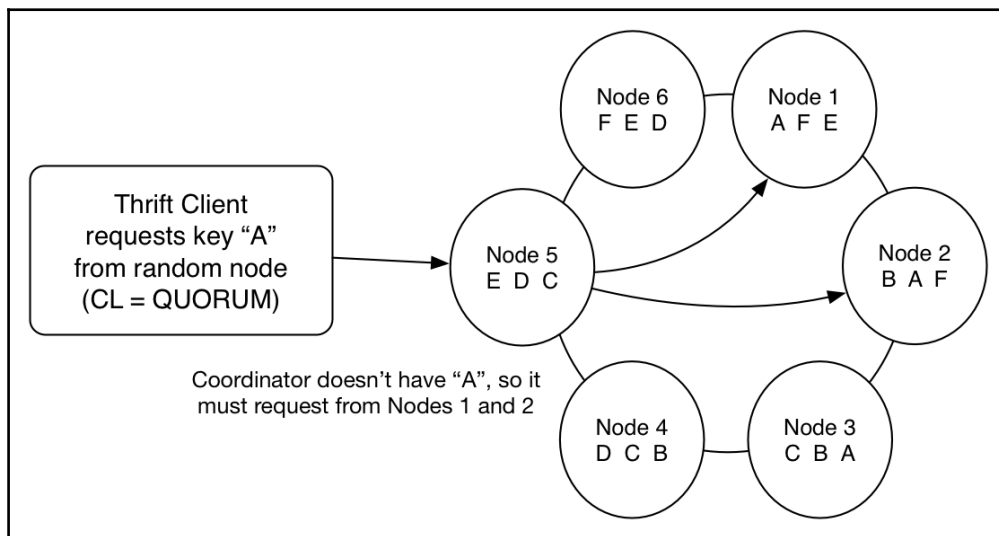 Thrift Client
requests key “A”
from random node
(CL = QUORUM)
Node 6
F E D
Node 1
A F E
Node 5
E D C
Node 2
B A F
Coordinator doesn’t have “A”, so it
must request from Nodes 1 and 2
Node 4
D C B
Node 3
C B A